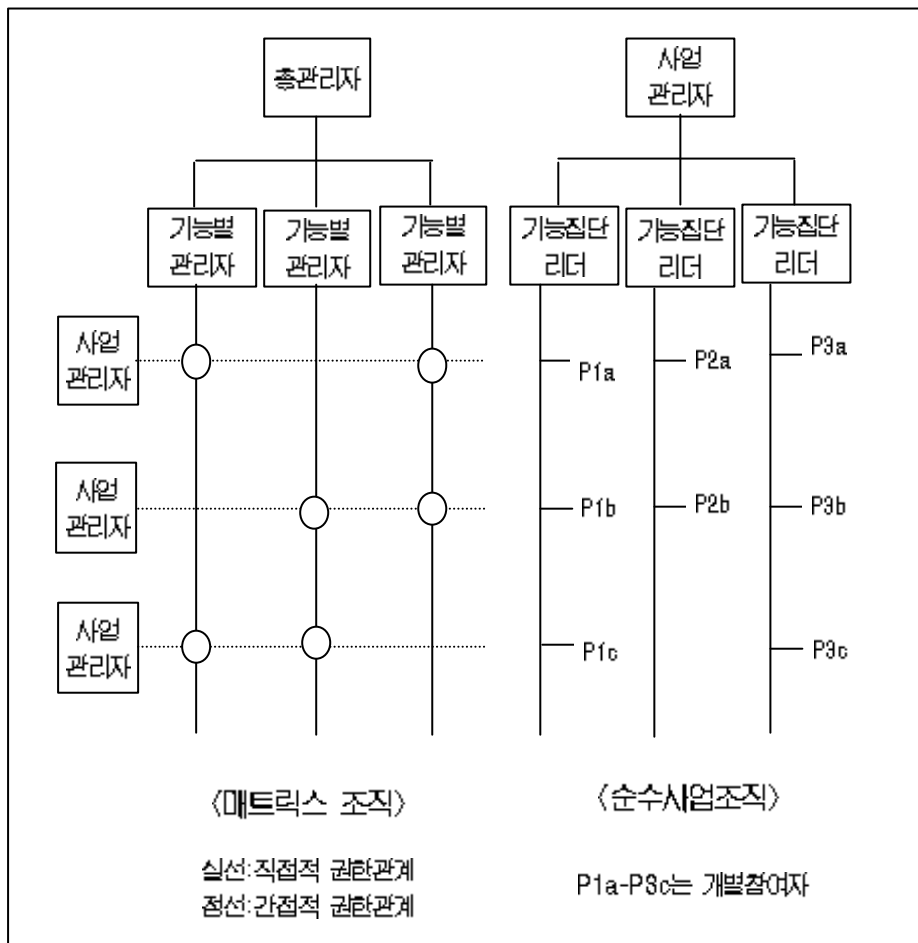 총관리자
사업
관리자
기능별
관리자
기능별
관리자
기능별
관리자
기능집단
리더
기능집단
리더
기능집단
리더
사업
관리자
사업
관리자
사업
관리자
P1a
P2a
P3a
P1b
P2b
P3b
P1c
P3c
〈매트릭스 조직〉
〈순수사업조직〉
실선:직접적 권한관계
점선:간접적 권한관계
P1a-P3c는 개별참여자